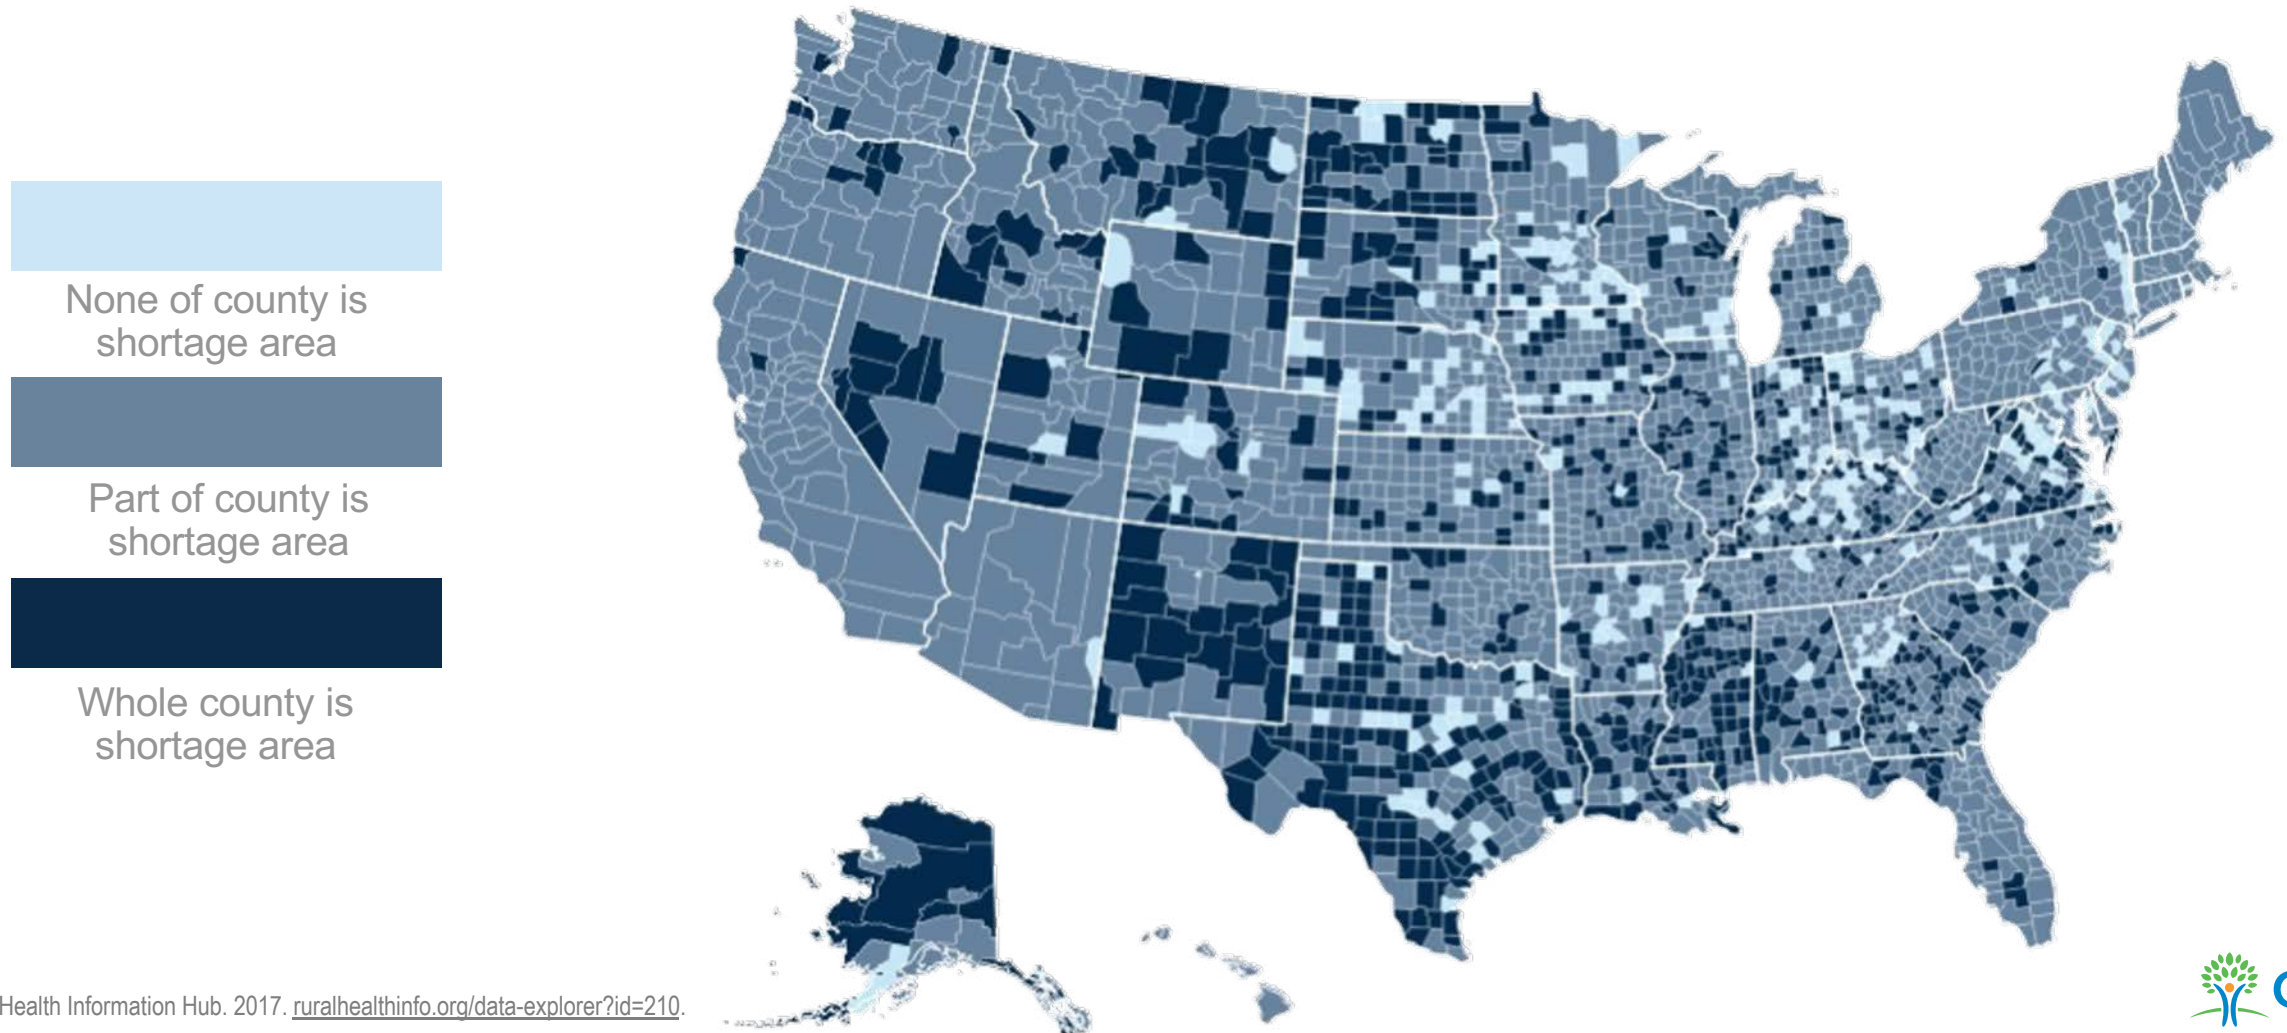 None of county is
shortage area
Part of county is
shortage area
Whole county is
shortage area
Health Information Hub. 2017. ruralhealthinfo.org/data-explorer?id=210.